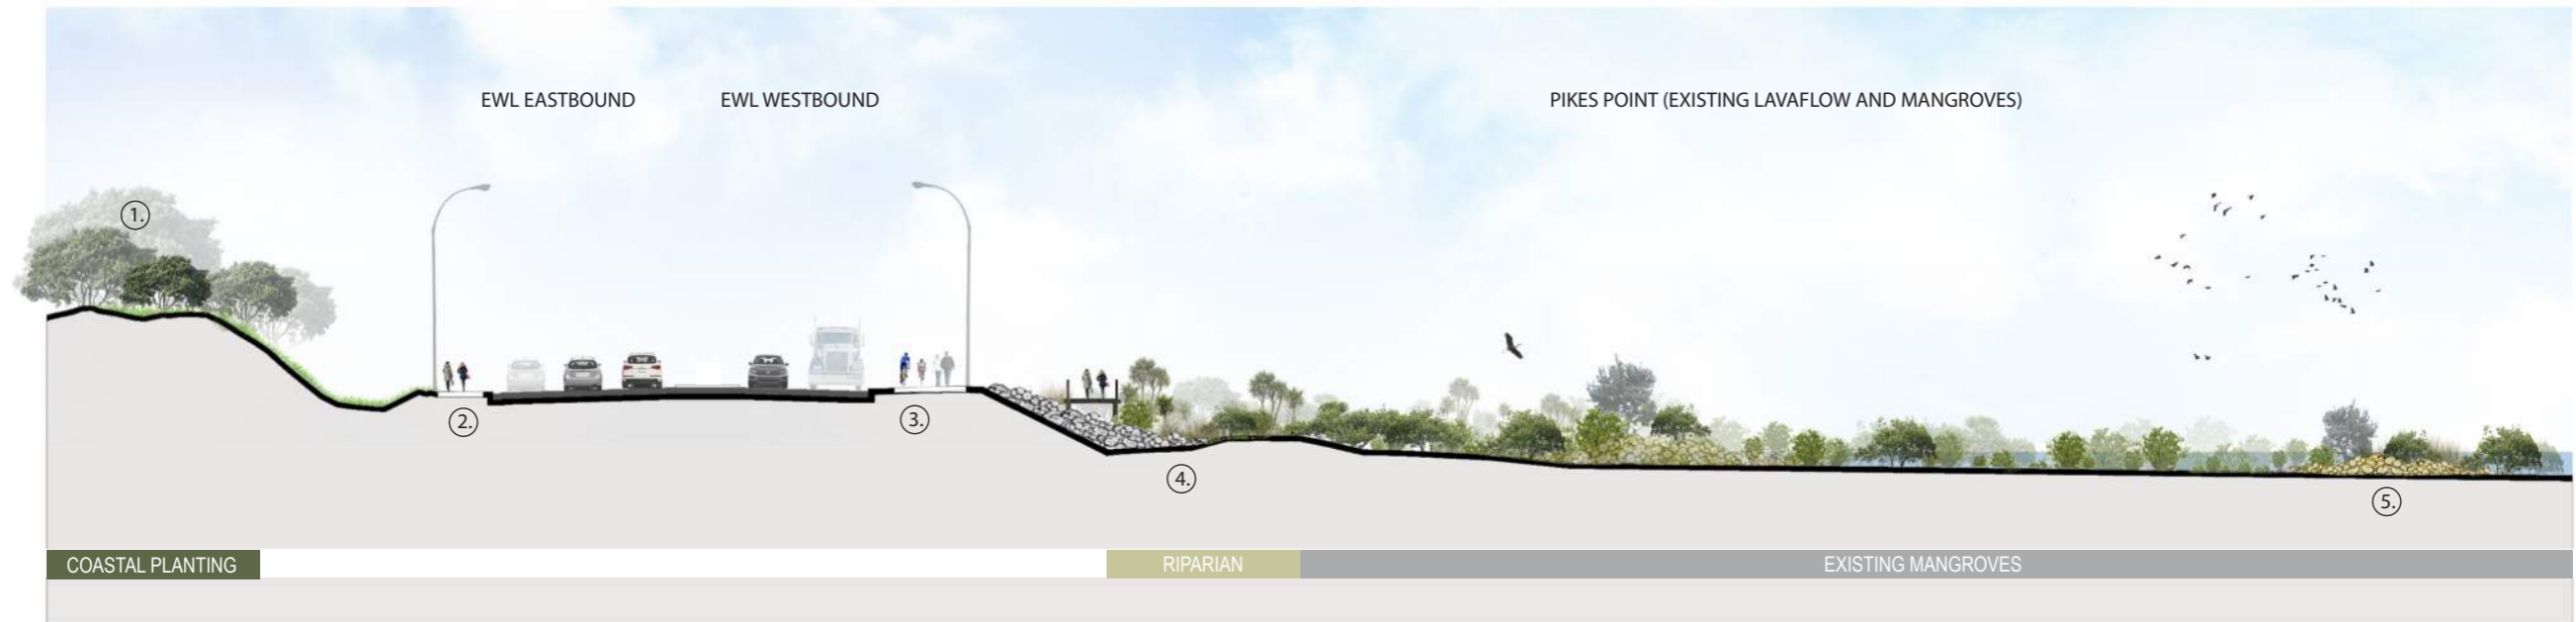 EWL EASTBOUND
EWL WESTBOUND
PIKES POINT (EXISTING LAVAFLOW AND MANGROVES)
1.
2.
3.
4.
5.
COASTAL PLANTING
RIPARIAN
EXISTING MANGROVES